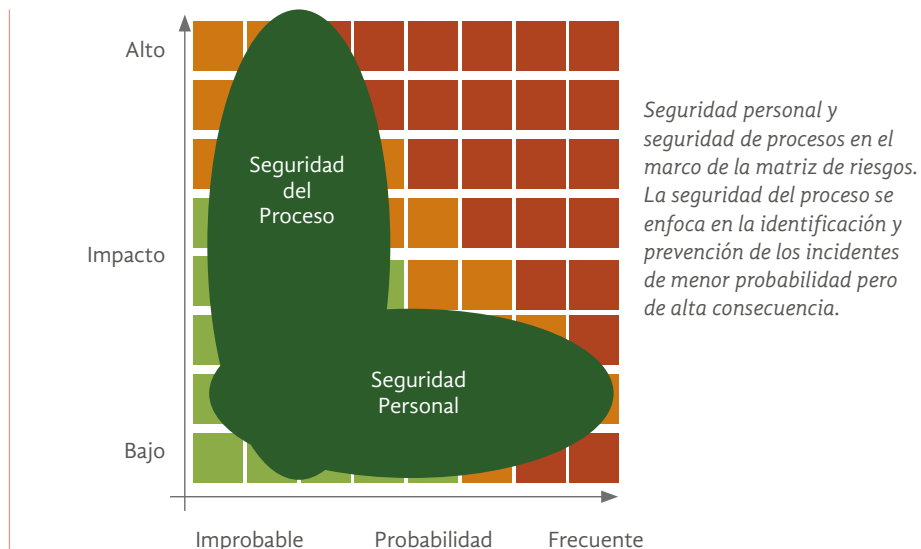 Alto
Seguridad
del
Proceso
Impacto
Seguridad
Personal
Bajo
Improbable
Probabilidad
Frecuente
Seguridad personal y
seguridad de procesos en el
marco de la matriz de riesgos.
La seguridad del proceso se
enfoca en la identificación y
prevención de los incidentes
de menor probabilidad pero
de alta consecuencia.